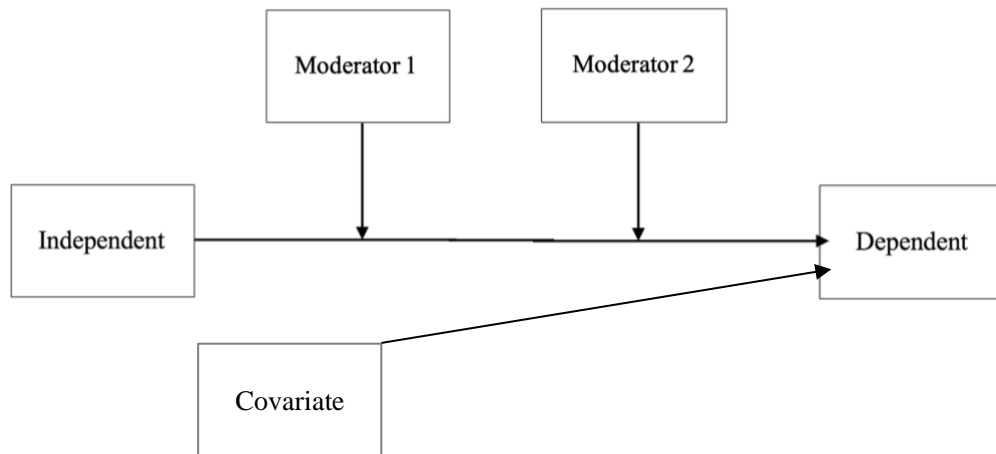 Moderator 1
Moderator 2
Independent
Dependent
Covariate